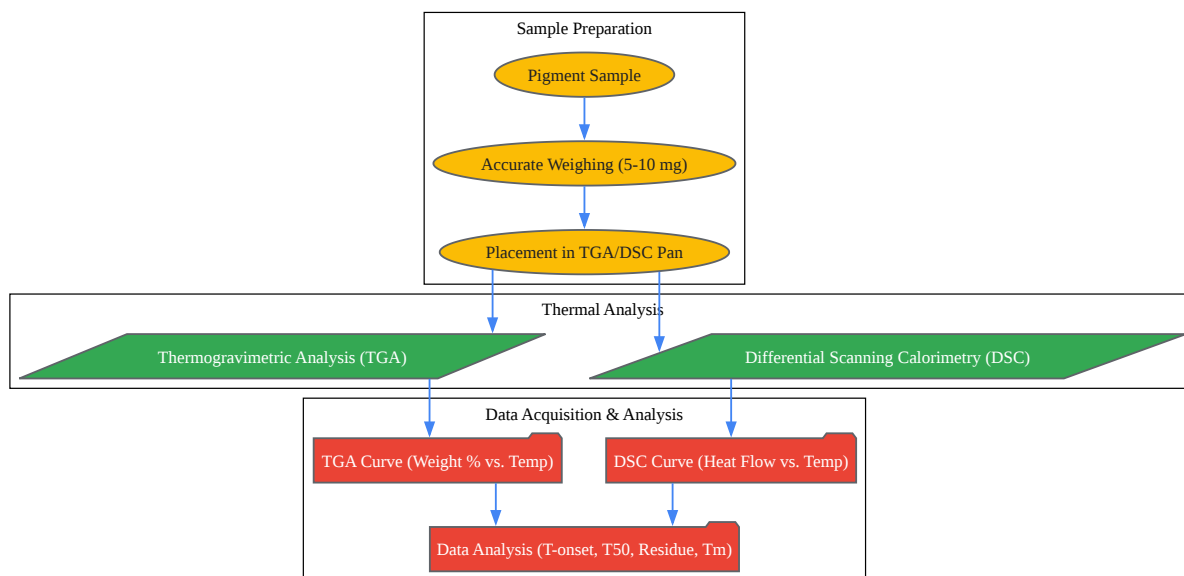 Sample Preparation
Pigment Sample
Accurate Weighing (5-10 mg)
Placement in TGA/DSC Pan
Thermal Analysis
Thermogravimetric Analysis (TGA)
Differential Scanning Calorimetry (DSC)
Data Acquisition & Analysis
TGA Curve (Weight % vs. Temp)
DSC Curve (Heat Flow vs. Temp)
Data Analysis (T-onset, T50, Residue, Tm)